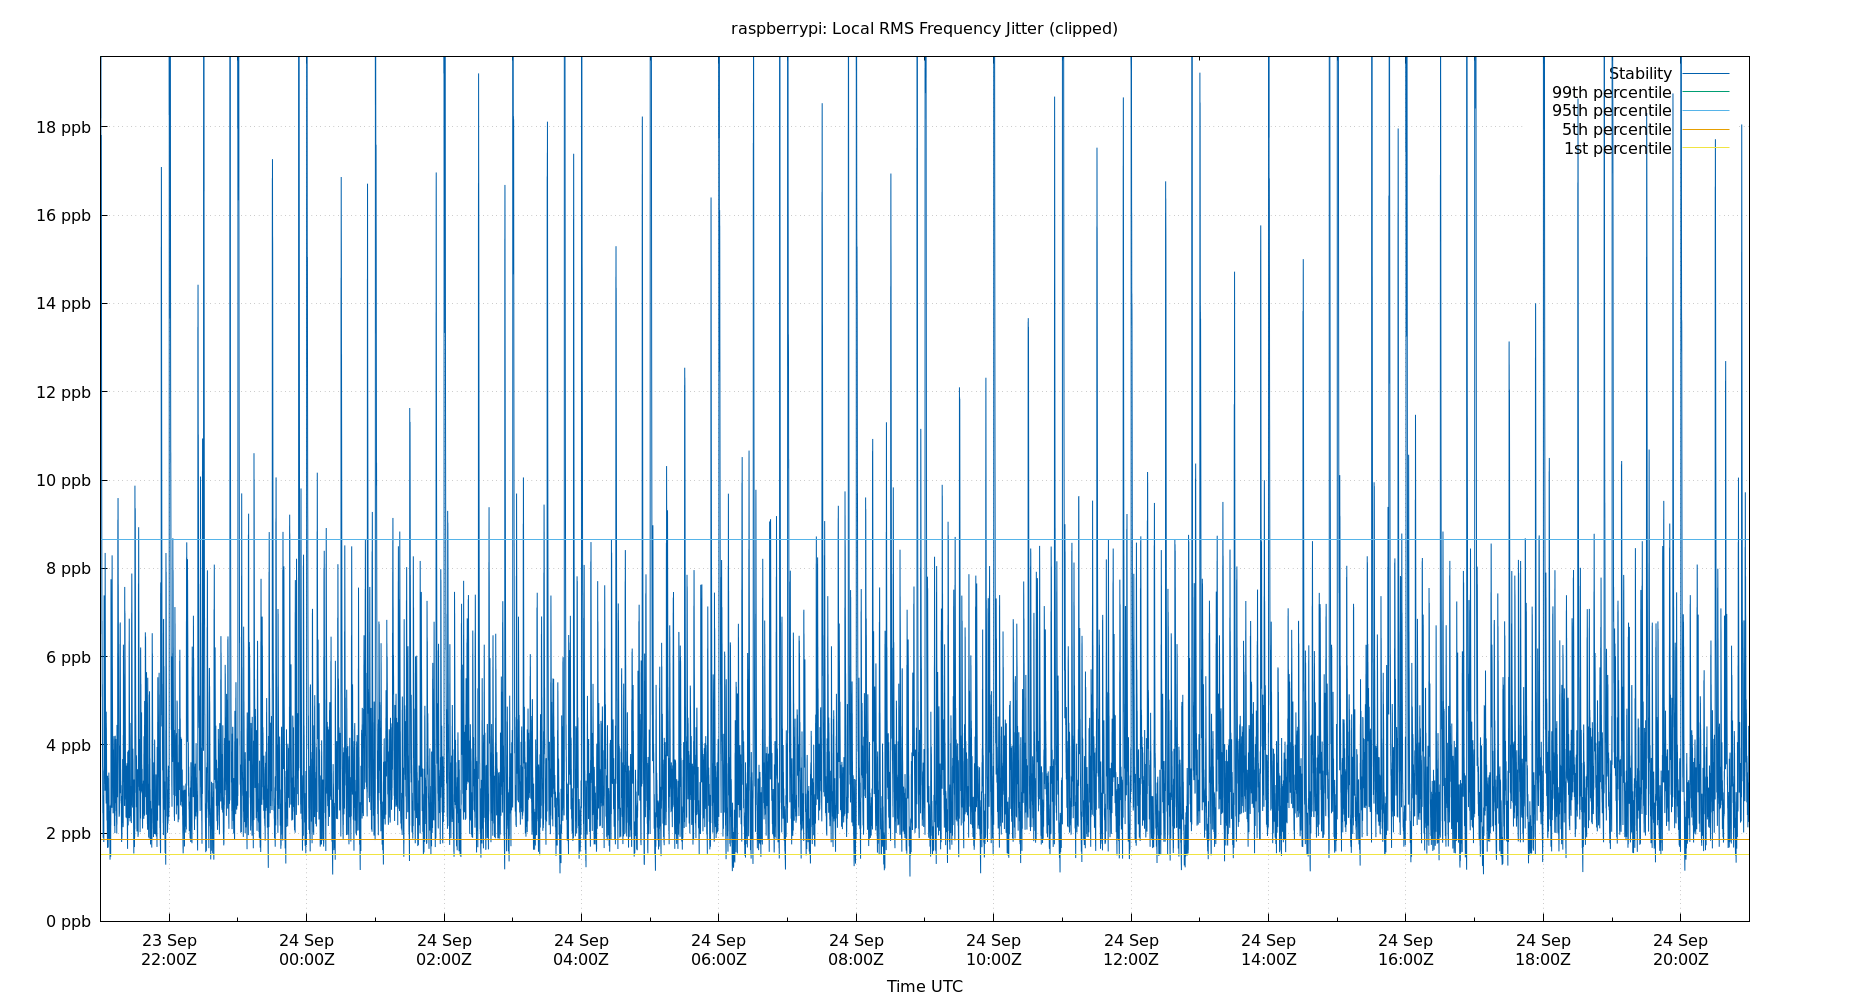 raspberrypi: Local RMS Frequency Jitter (clipped)
Stability
99th percentile
95th percentile
5th percentile
1st percentile
18 ppb
16 ppb
14 ppb
12 ppb
10 ppb
8 ppb
6 ppb
4 ppb
2 ppb
0 ppb
23 Sep 24 Sep 24 Sep 24 Sep 24 Sep 24 Sep 24 Sep 24 Sep 24 Sep 24 Sep 24 Sep 24 Sep
22:00Z 00:00Z 02:00Z 04:00Z 06:00Z 08:00Z 10:00Z 12:00Z 14:00Z 16:00Z 18:00Z 20:00Z
Time UTC